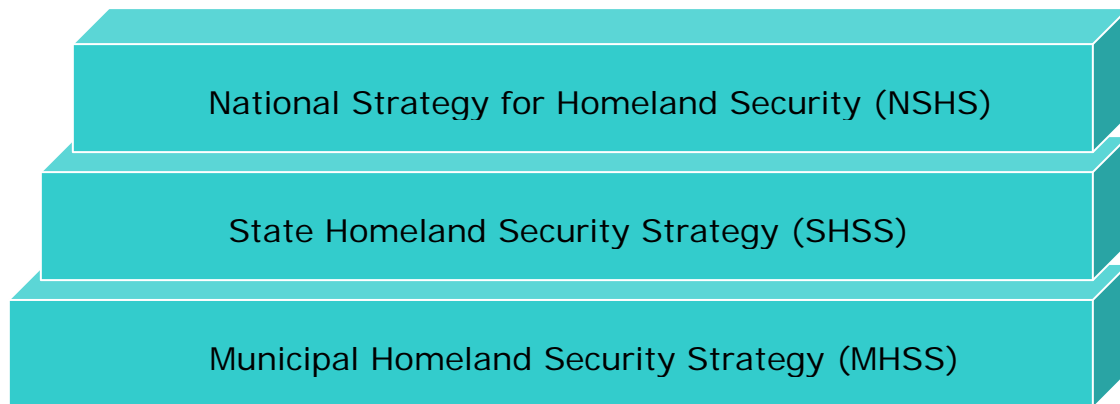 National Strategy for Homeland Security (NSHS)
State Homeland Security Strategy (SHSS)
Municipal Homeland Security Strategy (MHSS)